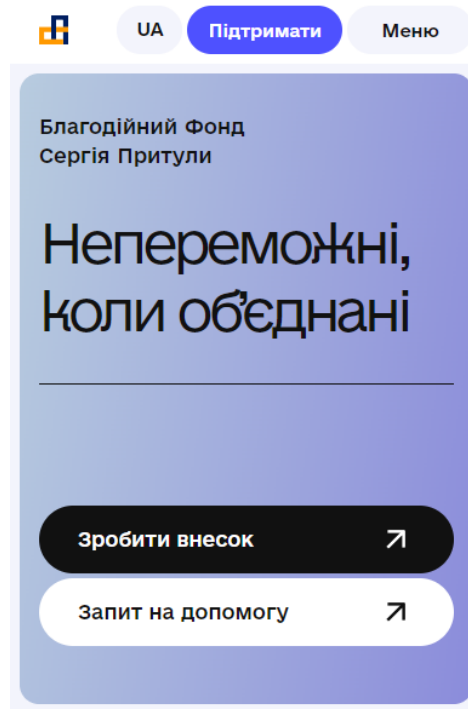 UA
Підтримати
Меню
Благодійний Фонд
Сергія Притули
Непереможні,
коли об'єднані
Зробити внесок
Запит на допомогу